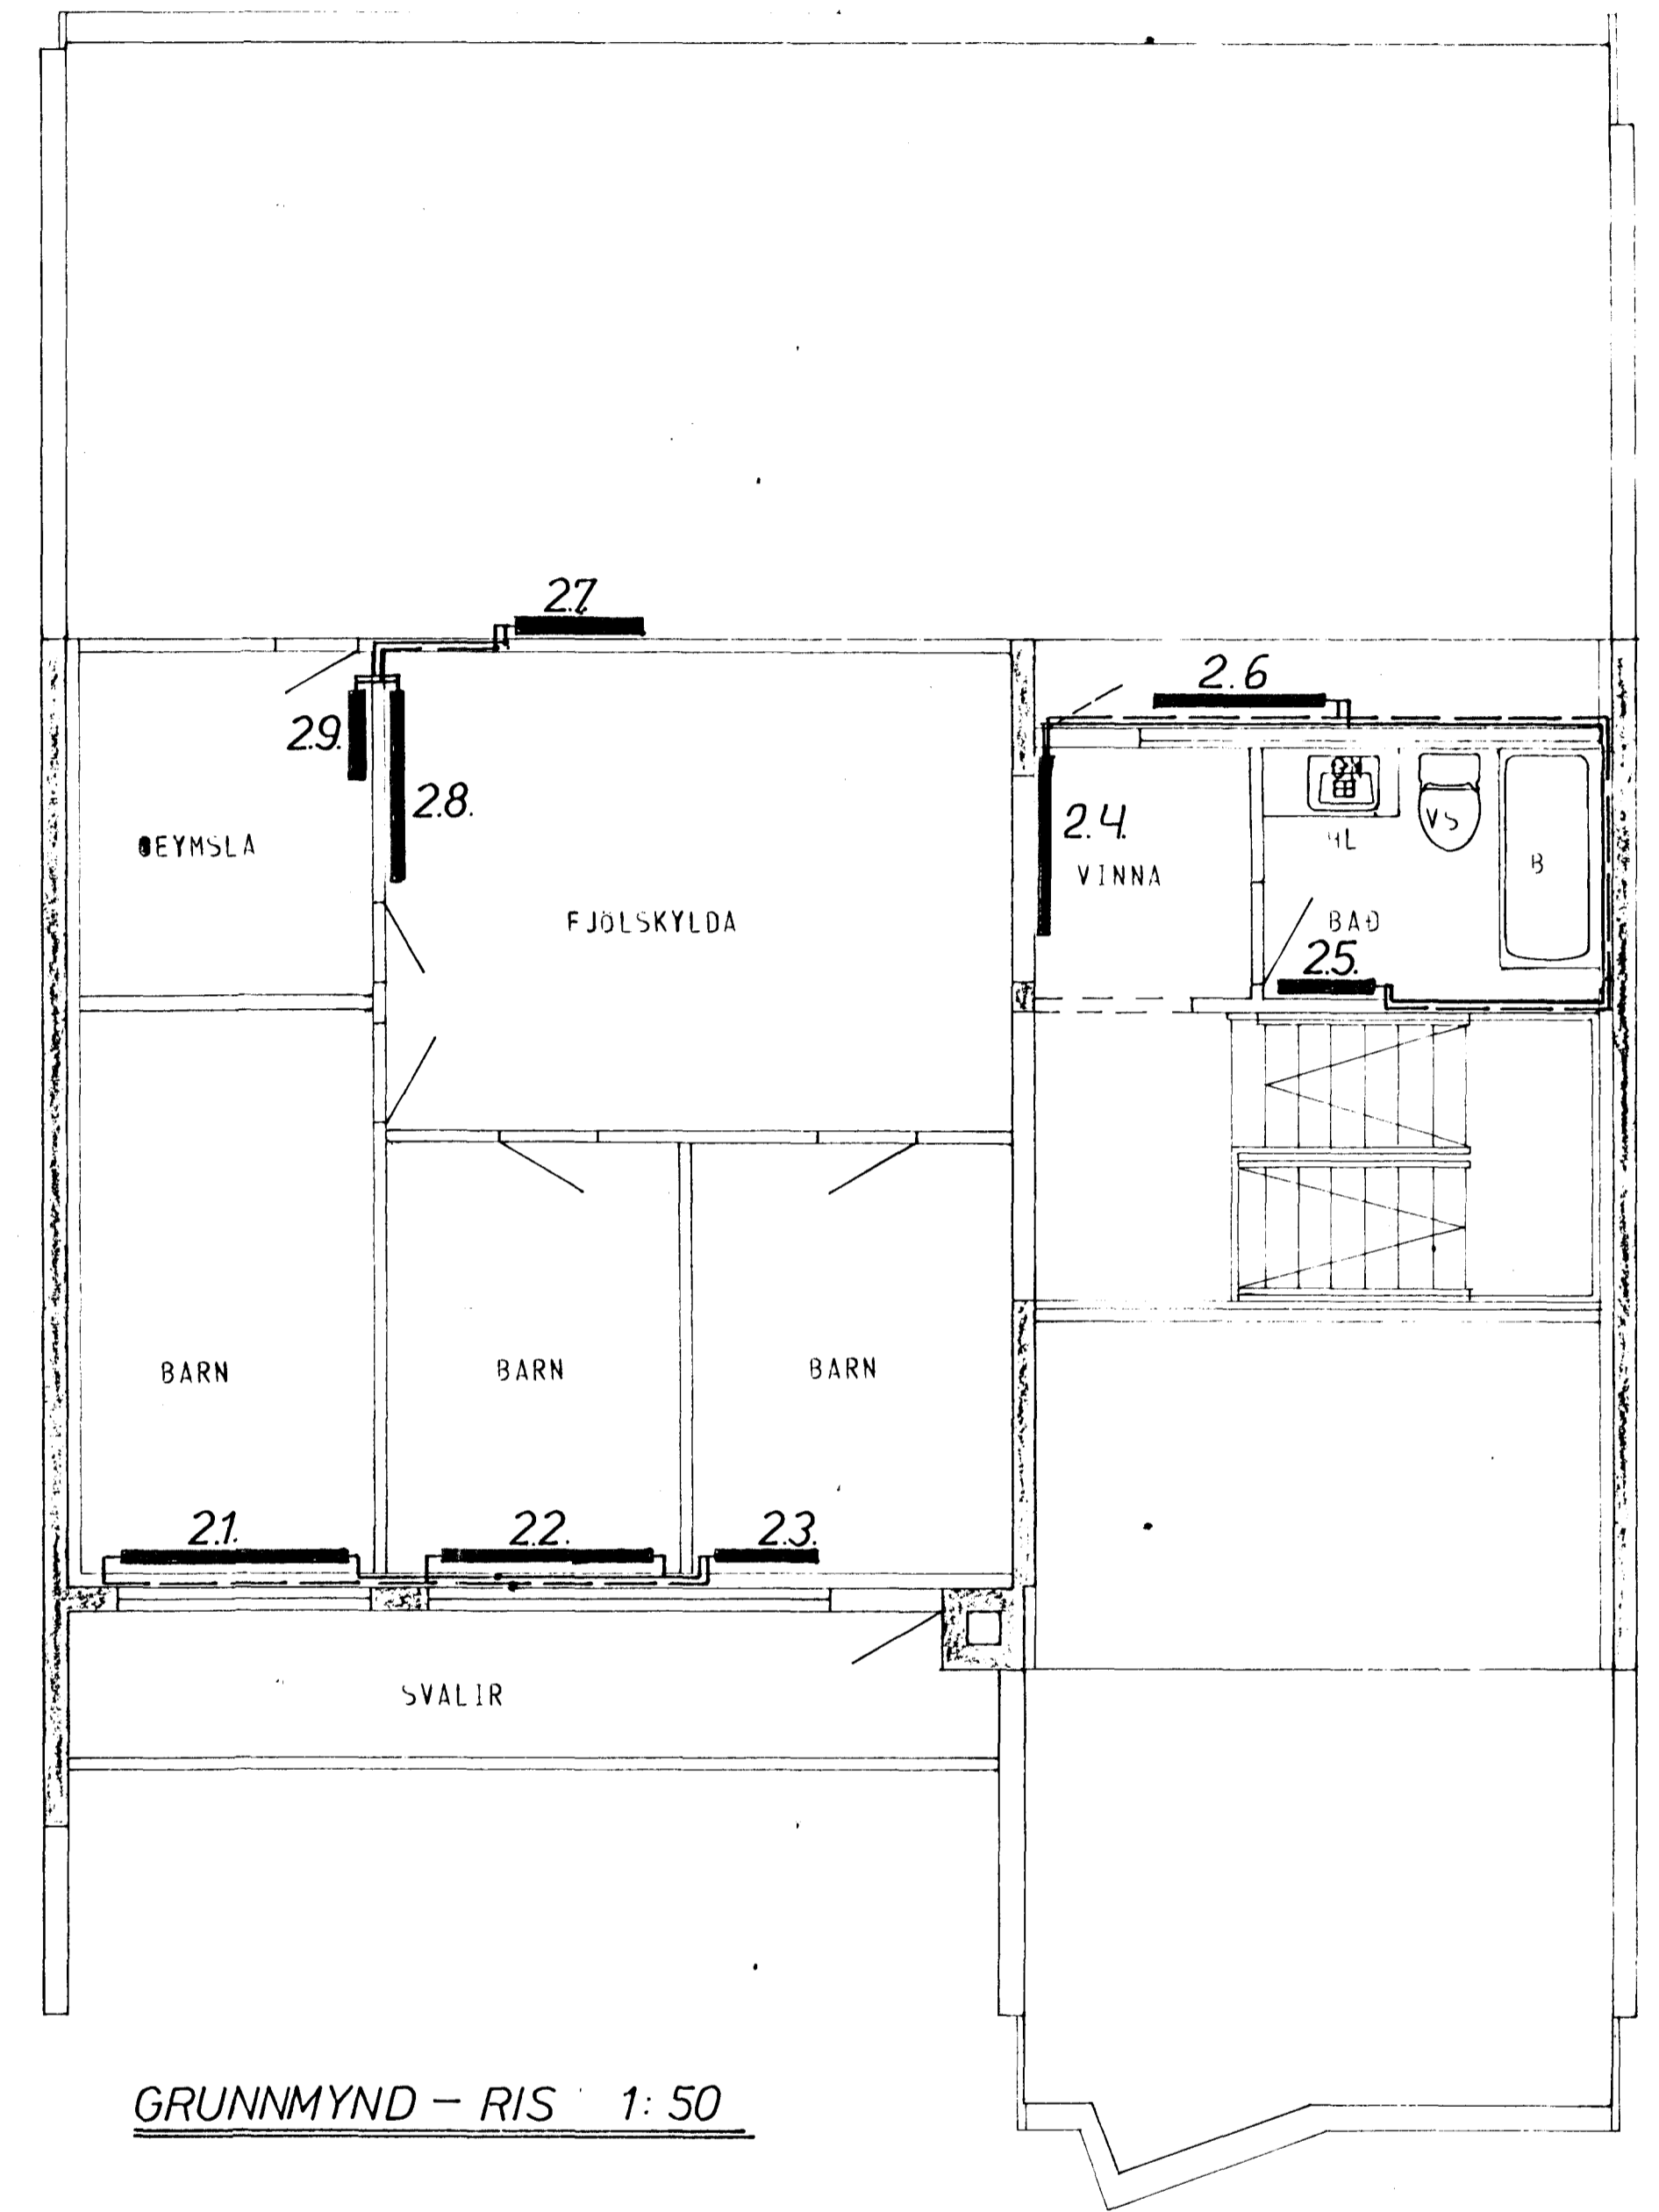 2.7.
2.6
2.9.
2.8.
2.4.
EYMSLA
VS
HL
VINNA
B
FJÖLSKYLDA
BAÐ
2.5.
BARN
BARN
BARN
2.1.
2.2.
2.3.
SVALIR
GRUNNMYND – RIS 1:50